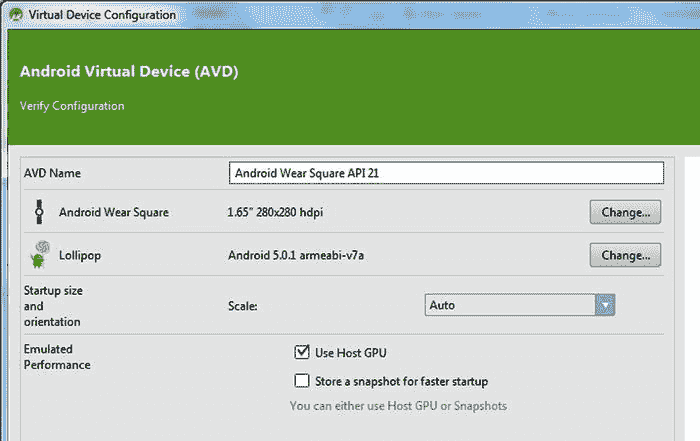 Virtual Device Configuration
Android Virtual Device (AVD)
Verify Configuration
AVD Name
Android Wear Square API 21
Android Wear Square 1.65" 280x280 hdpi Change...
Lollipop Android 5.0.1 armeabi-v7a Change...
Startup size
and
orientation
Scale: Auto
Emulated
Performance
Use Host GPU
Store a snapshot for faster startup
You can either use Host GPU or Snapshots